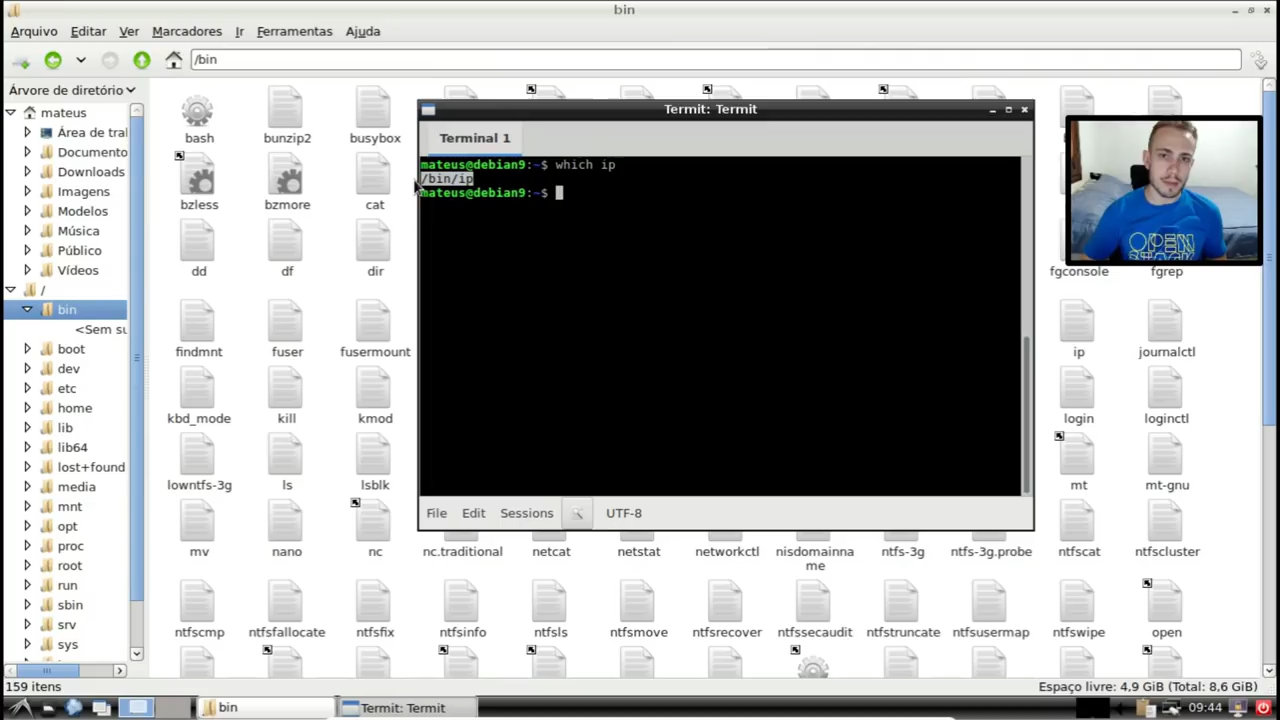 bin
Arquivo Editar Ver Marcadores Ir Ferramentas Ajuda
/bin
Árvore de diretório
mateus
Área de tral
Documento
Downloads
Imagens
Modelos
Música
Público
Vídeos
/
bin
<Sem su
boot
dev
etc
home
lib
lib64
lost+found
media
mnt
opt
proc
root
run
sbin
srv
sys
bash bunzip2 busybox
bzless bzmore cat
dd df dir fgconsole fgrep
findmnt fuser fusermount ip journalctl
kbd_mode kill kmod login loginctl
lowntfs-3g ls lsblk mt mt-gnu
mv nano nc nc.traditional netcat netstat networkctl nisdomainname ntfs-3g ntfs-3g.probe ntfscat ntfscluster
ntfscmp ntfsfallocate ntfsfix ntfsinfo ntfsls ntfsmove ntfsrecover ntfssecaudit ntfstruncate ntfsusermap ntfswipe open
Termit: Termit
Terminal 1
mateus@debian9:~$ which ip
/bin/ip
mateus@debian9:~$
File Edit Sessions UTF-8
OPEN
159 itens
Espaço livre: 4,9 GiB (Total: 8,6 GiB)
bin
Termit: Termit
09:44